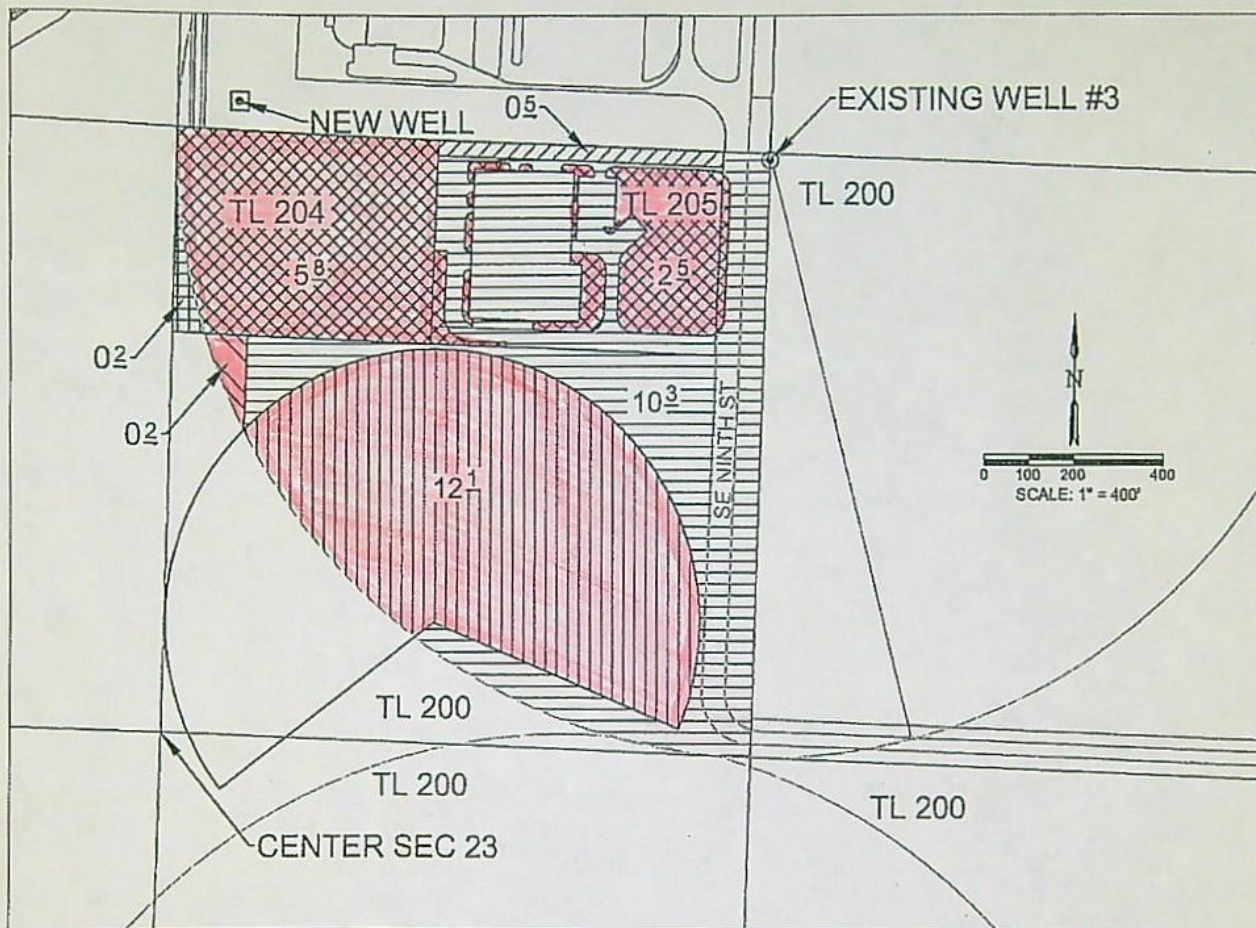 NEW WELL
0 5
EXISTING WELL #3
TL 200
TL 204
TL 205
5 8
2 5
0 2
0 2
10 3
12 1
SE NINTH ST
N
0 100 200 400
SCALE: 1" = 400'
TL 200
TL 200
TL 200
CENTER SEC 23